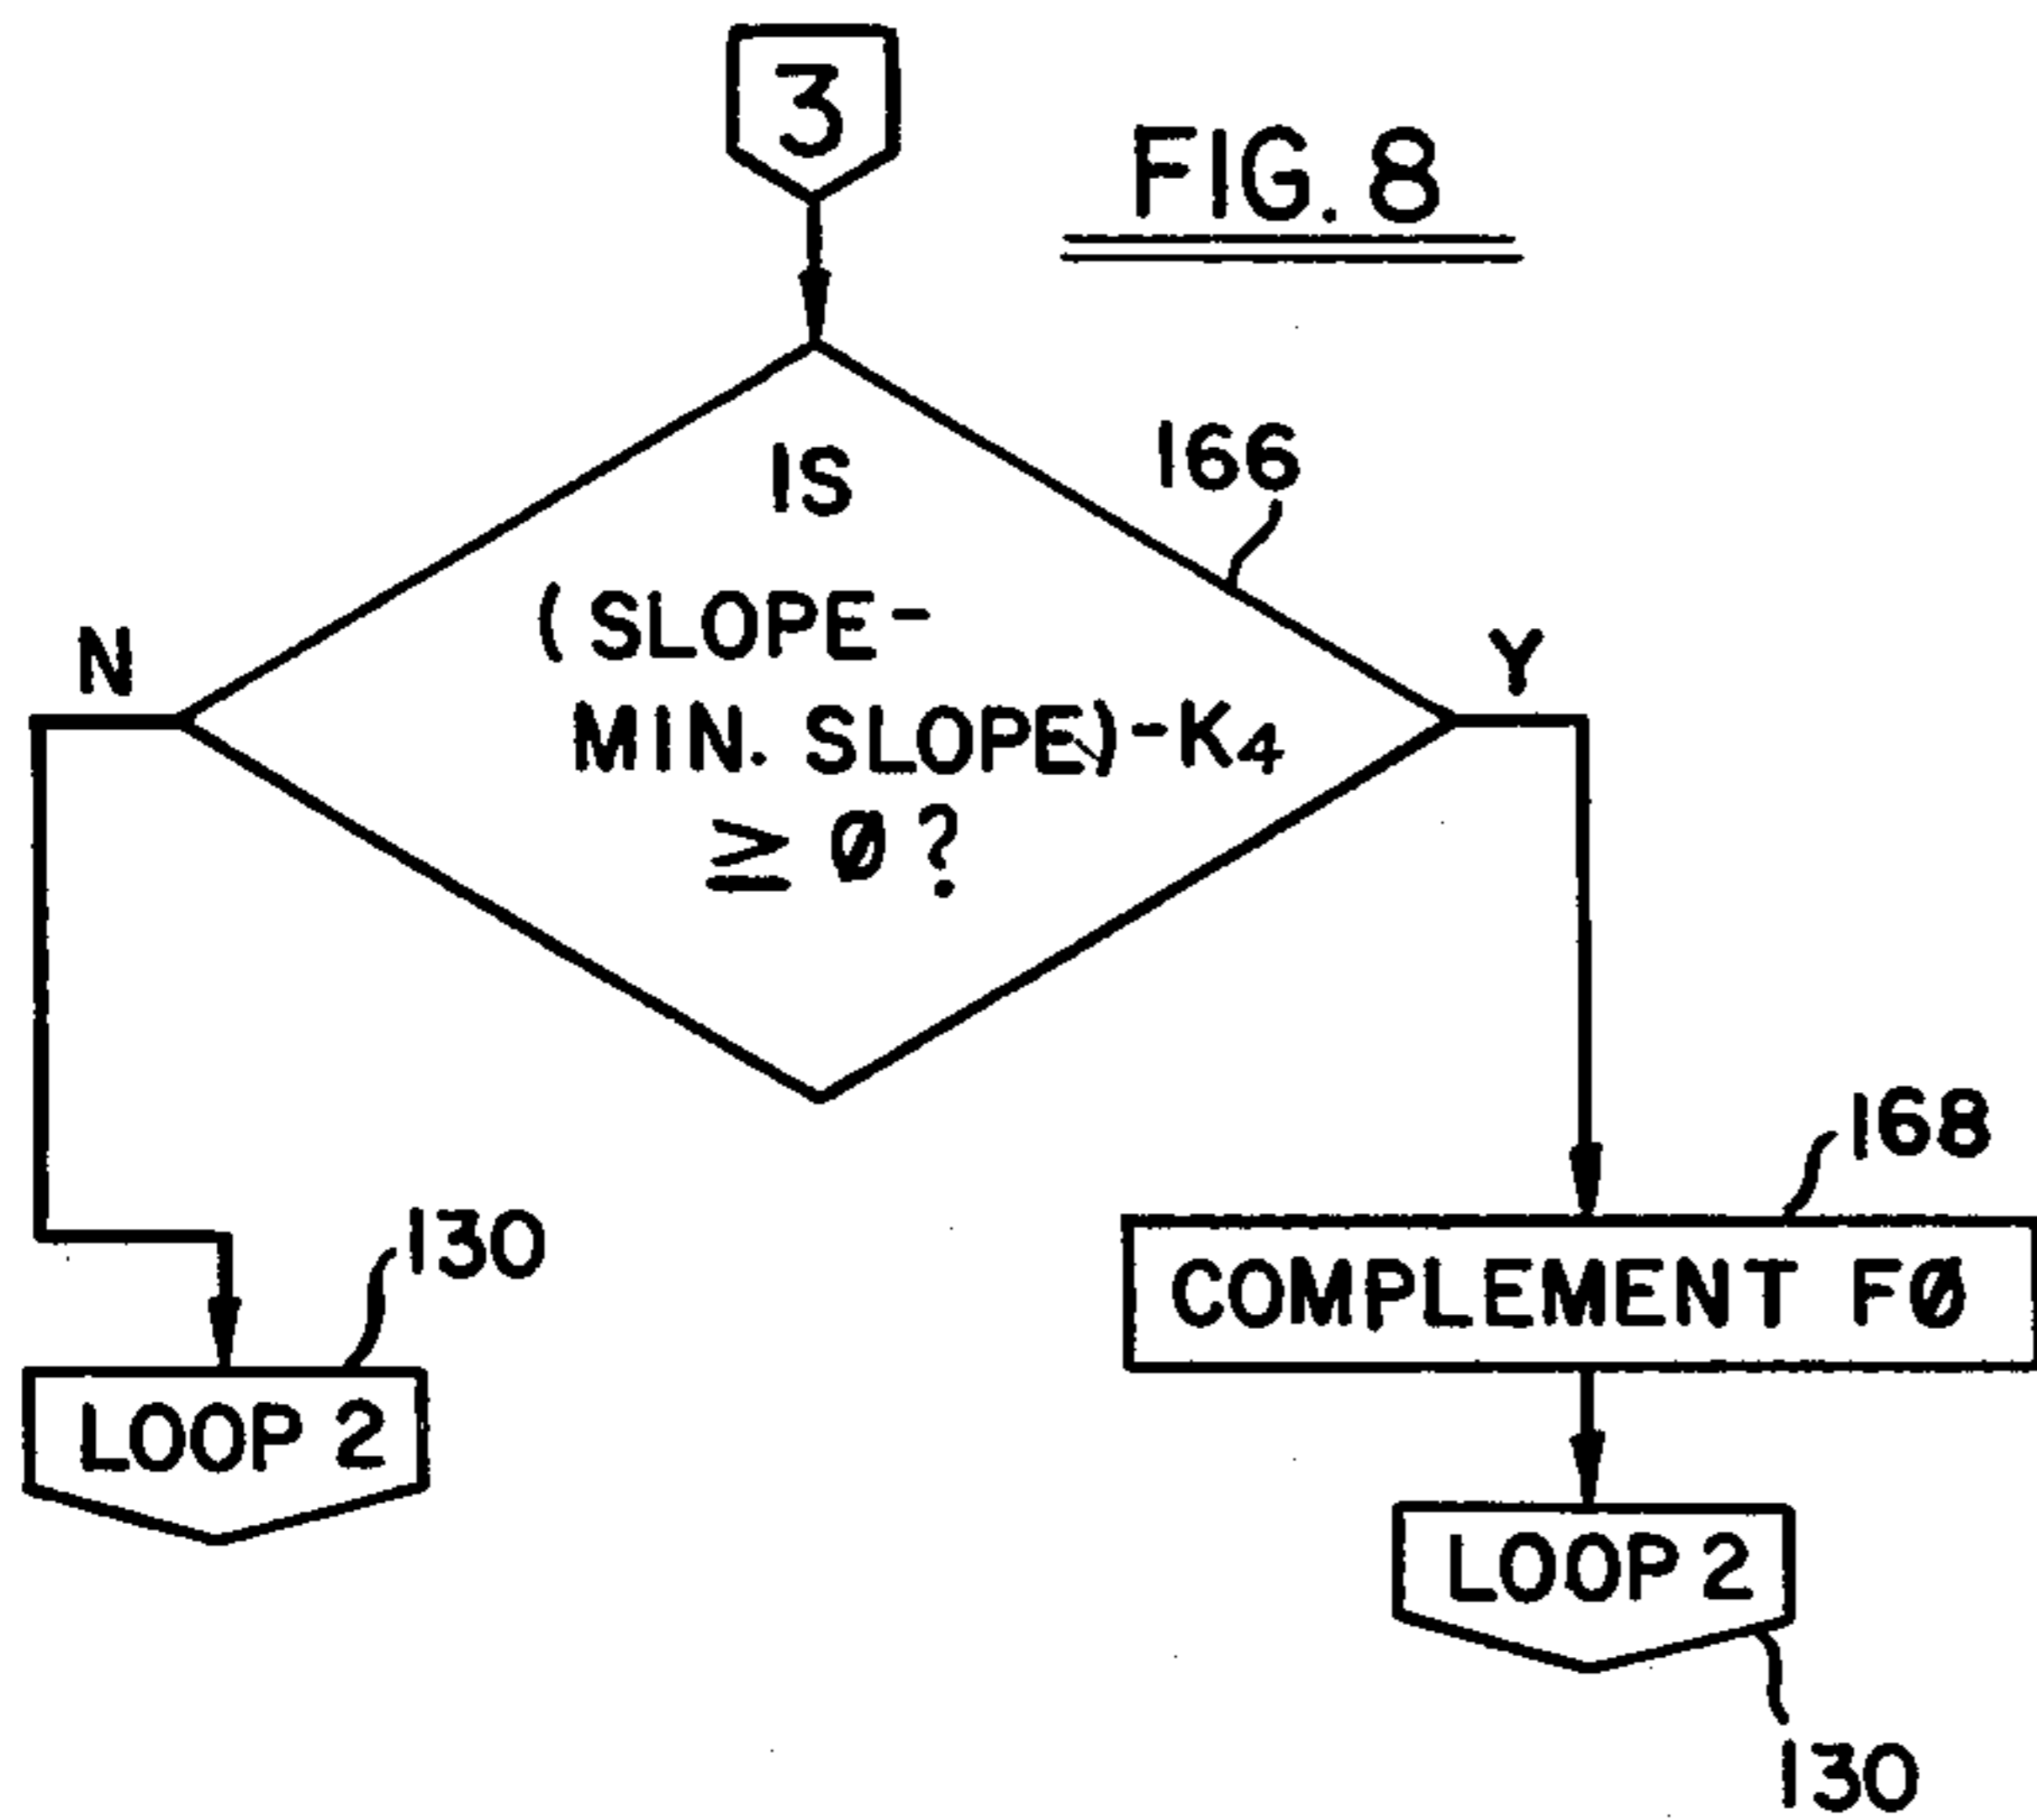 3
FIG. 8
166
IS
(SLOPE-
MIN. SLOPE)-K4
≥ Ø?
N
Y
168
COMPLEMENT FØ
130
LOOP 2
LOOP 2
130